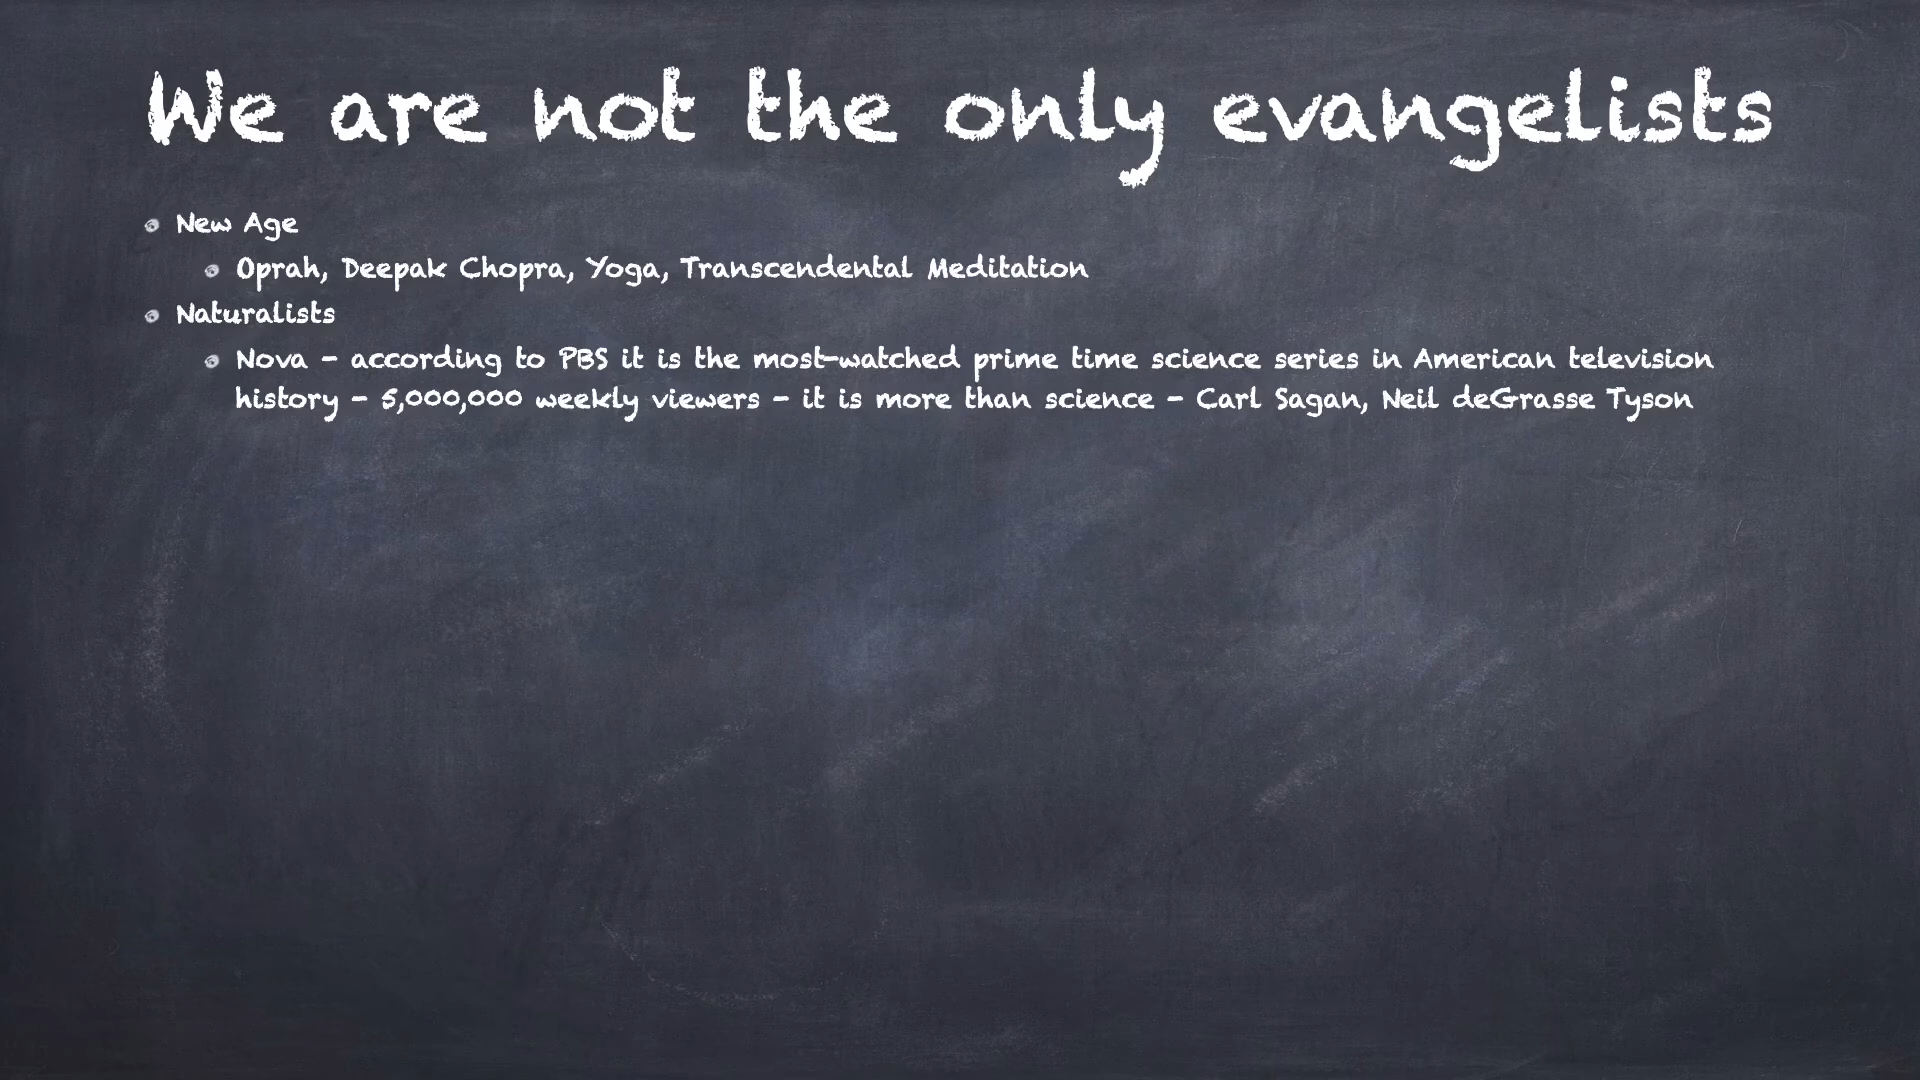 We are not the only evangelists
New Age
Oprah, Deepak Chopra, Yoga, Transcendental Meditation
Naturalists
Nova - according to PBS it is the most-watched prime time science series in American television
history - 5,000,000 weekly viewers - it is more than science - Carl Sagan, Neil deGrasse Tyson